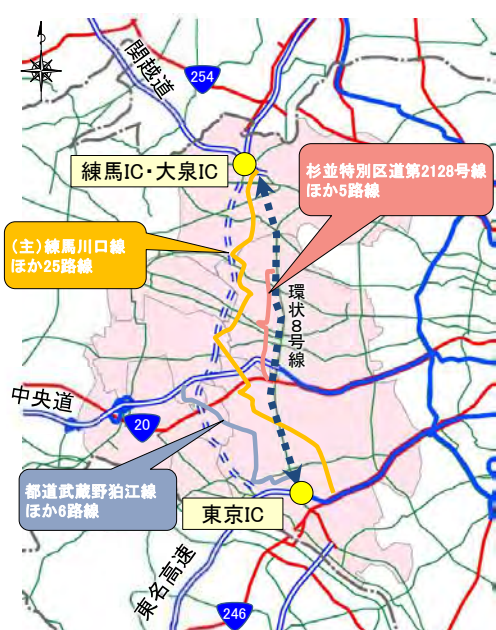 関越道
254
練馬IC・大泉IC
杉並特別区道第2128号線
ほか5路線
(主)練馬川口線
ほか25路線
環状8号線
中央道
20
都道武蔵野狛江線
ほか6路線
東京IC
東名高速
246